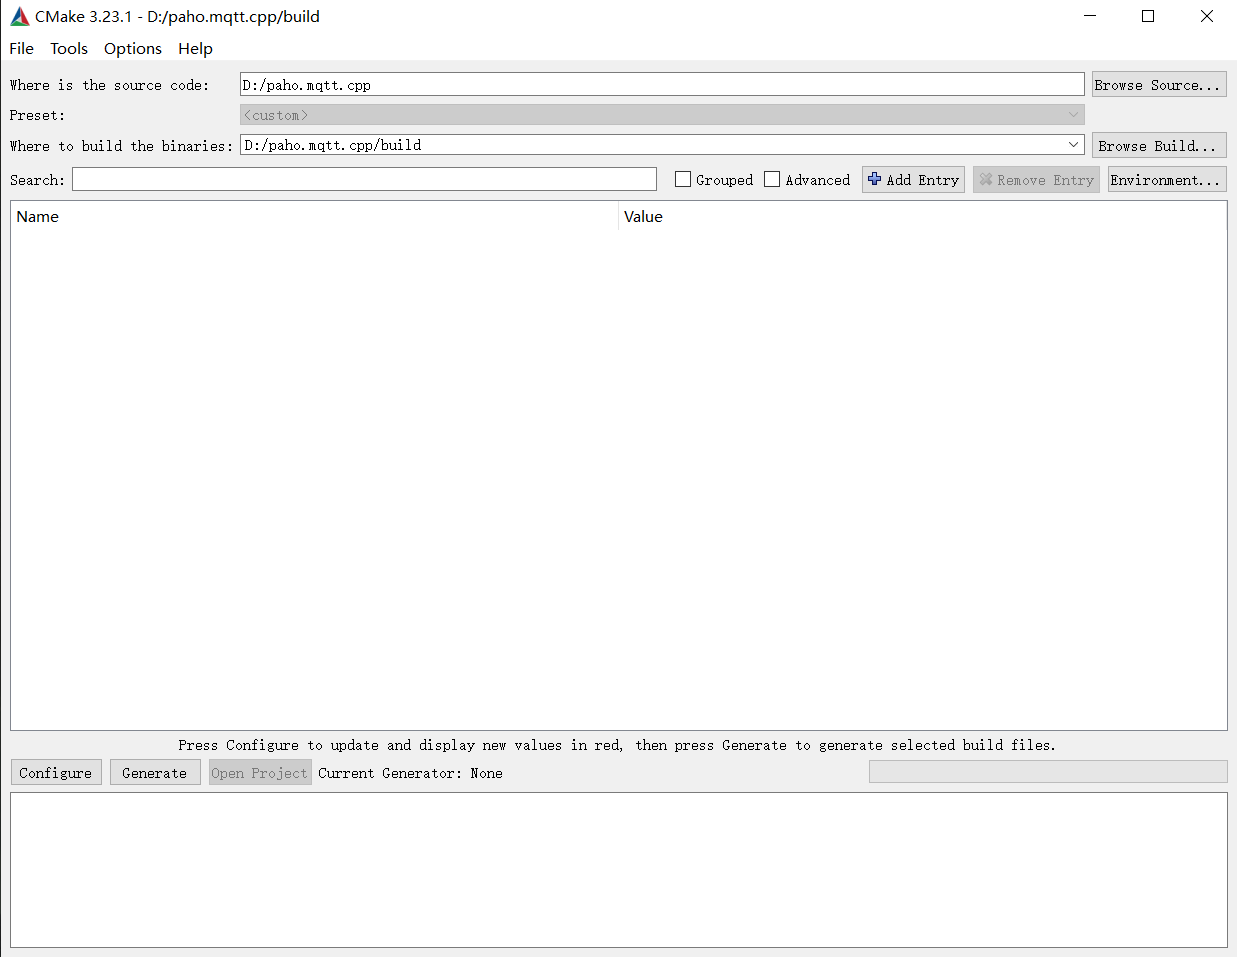 CMake 3.23.1 - D:/paho.mqtt.cpp/build
File Tools Options Help
Where is the source code: D:/paho.mqtt.cpp Browse Source...
Preset: <custom>
Where to build the binaries: D:/paho.mqtt.cpp/build Browse Build...
Search: Grouped Advanced Add Entry Remove Entry Environment...
Name Value
Press Configure to update and display new values in red, then press Generate to generate selected build files.
Configure Generate Open Project Current Generator: None